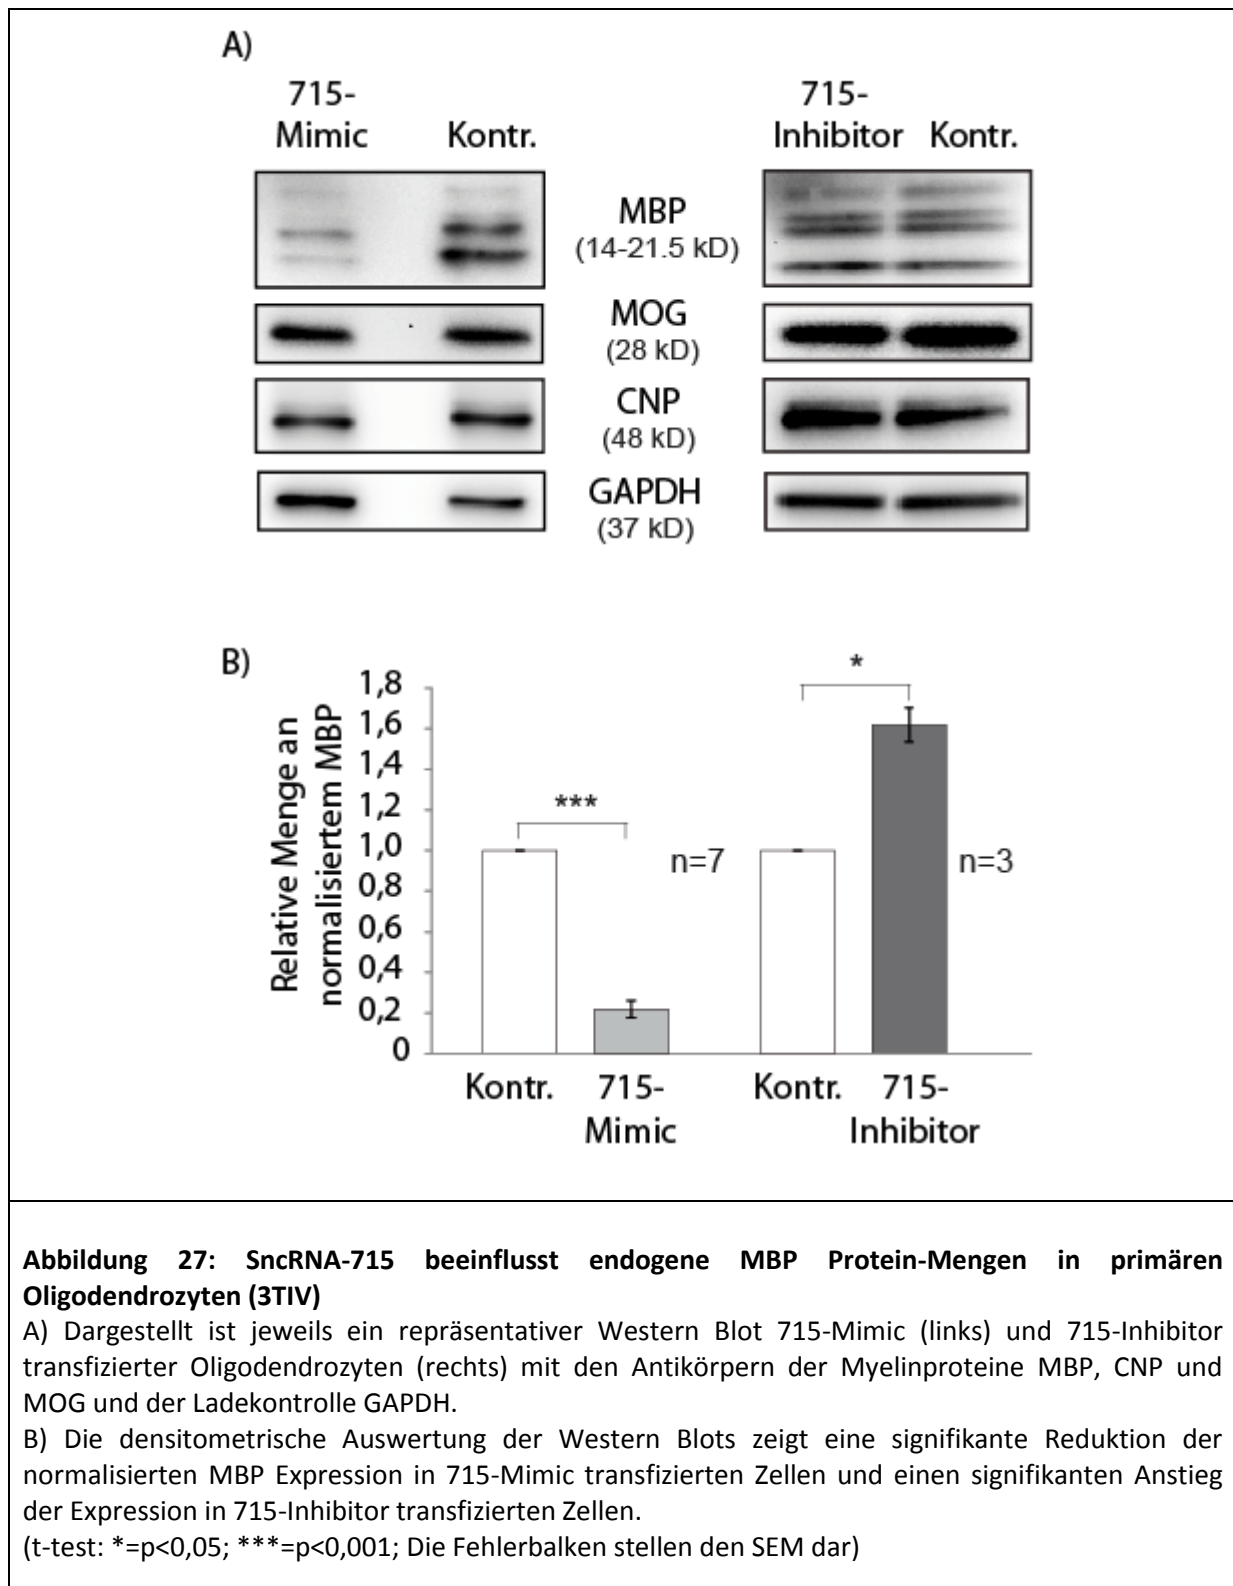 A)
715-
Mimic
Kontr.
715-
Inhibitor
Kontr.
MBP
(14-21.5 kD)
MOG
(28 kD)
CNP
(48 kD)
GAPDH
(37 kD)
B)
Relative Menge an
normalisiertem MBP
1,8
1,6
1,4
1,2
1,0
0,8
0,6
0,4
0,2
0
***
n=7
*
n=3
Kontr.
715-
Mimic
Kontr.
715-
Inhibitor
Abbildung 27: SncRNA-715 beeinflusst endogene MBP Protein-Mengen in primären
Oligodendrozyten (3TIV)
A) Dargestellt ist jeweils ein repräsentativer Western Blot 715-Mimic (links) und 715-Inhibitor
transfizierter Oligodendrozyten (rechts) mit den Antikörpern der Myelinproteine MBP, CNP und
MOG und der Ladekontrolle GAPDH.
B) Die densitometrische Auswertung der Western Blots zeigt eine signifikante Reduktion der
normalisierten MBP Expression in 715-Mimic transfizierten Zellen und einen signifikanten Anstieg
der Expression in 715-Inhibitor transfizierten Zellen.
(t-test: *=p<0,05; ***=p<0,001; Die Fehlerbalken stellen den SEM dar)